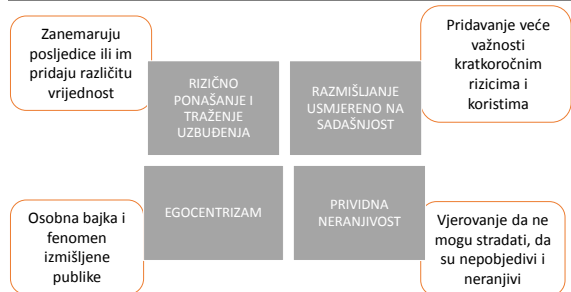 Zanemaruju
posljedice ili im
pridaju različitu
vrijednost
Pridavanje veće
važnosti
kratkoročnim
rizicima i
koristima
RIZIČNO
PONAŠANJE I
TRAŽENJE
UZBUĐENJA
RAZMIŠLJANJE
USMJERENO NA
SADAŠNJOST
EGOCENTRIZAM
PRIVIDNA
NERANJIVOST
Osobna bajka i
fenomen
izmišljene
publike
Vjerovanje da ne
mogu stradati, da
su nepobjedivi i
neranjivi